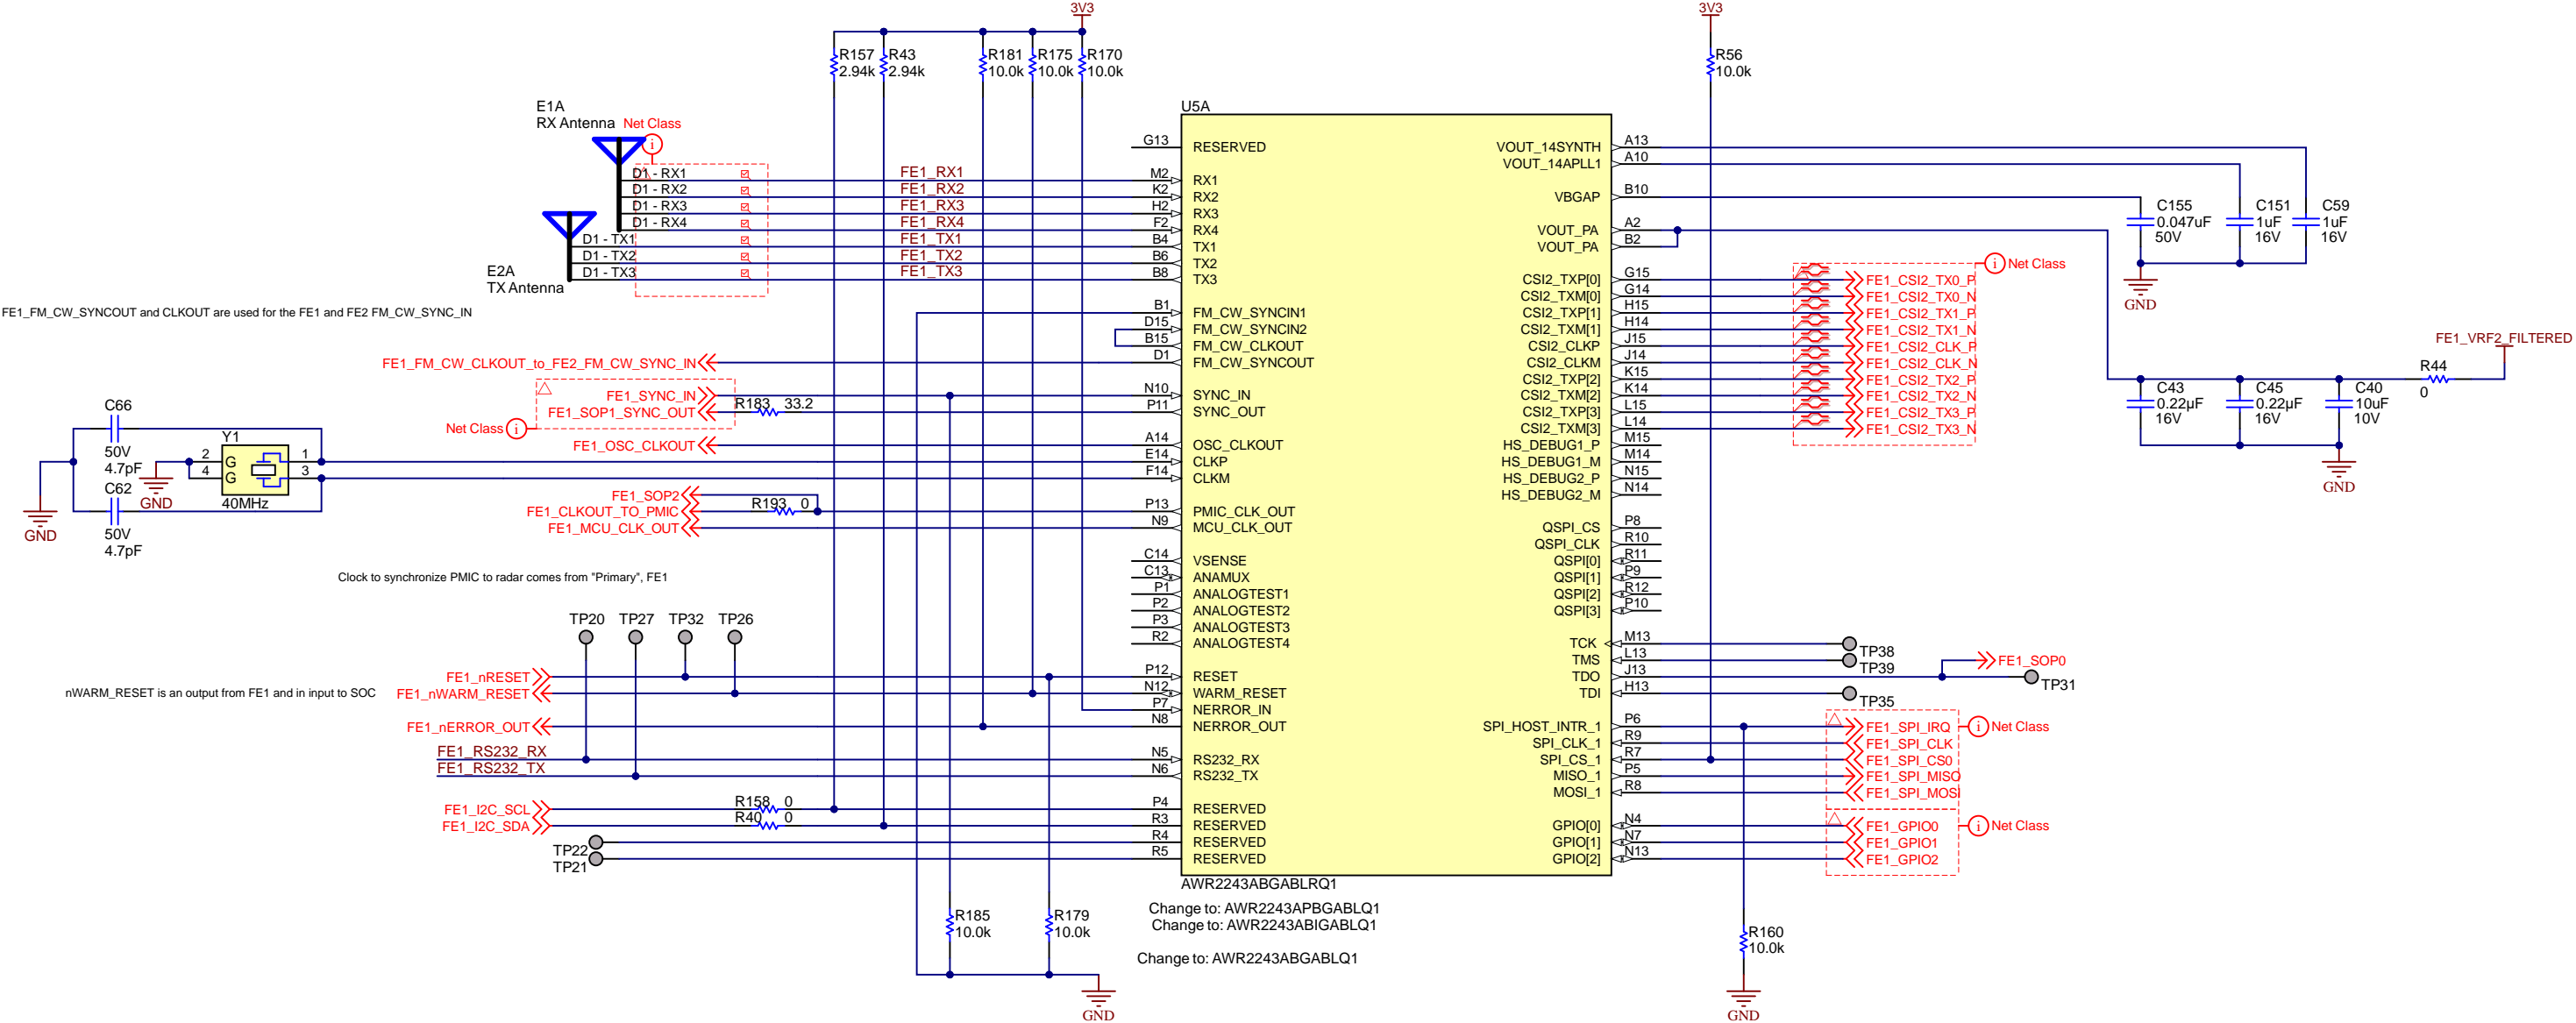 3V3
3V3
R157
2.94k
R43
2.94k
R181
10.0k
R175
10.0k
R170
10.0k
R56
10.0k
E1A
RX Antenna
Net Class
D1 - RX1
D1 - RX2
D1 - RX3
D1 - RX4
D1 - TX1
D1 - TX2
D1 - TX3
E2A
TX Antenna
FE1_RX1
FE1_RX2
FE1_RX3
FE1_RX4
FE1_TX1
FE1_TX2
FE1_TX3
FE1_FM_CW_SYNCOUT and CLKOUT are used for the FE1 and FE2 FM_CW_SYNC_IN
FE1_FM_CW_CLKOUT_to_FE2_FM_CW_SYNC_IN
FE1_SYNC_IN
FE1_SOP1_SYNC_OUT
R183 33.2
Net Class
FE1_OSC_CLKOUT
C66
50V
4.7pF
C62
50V
4.7pF
Y1
2
4
G
G
1
3
40MHz
GND
GND
FE1_SOP2
FE1_CLKOUT_TO_PMIC
R193 0
FE1_MCU_CLK_OUT
Clock to synchronize PMIC to radar comes from "Primary", FE1
TP20
TP27
TP32
TP26
FE1_nRESET
nWARM_RESET is an output from FE1 and in input to SOC
FE1_nWARM_RESET
FE1_nERROR_OUT
FE1_RS232_RX
FE1_RS232_TX
FE1_I2C_SCL
R158 0
FE1_I2C_SDA
R40 0
TP22
TP21
R185
10.0k
R179
10.0k
GND
U5A
G13 RESERVED
M2 RX1
K2 RX2
H2 RX3
F2 RX4
B4 TX1
B6 TX2
B8 TX3
B1 FM_CW_SYNCIN1
D15 FM_CW_SYNCIN2
B15 FM_CW_CLKOUT
D1 FM_CW_SYNCOUT
N10 SYNC_IN
P11 SYNC_OUT
A14 OSC_CLKOUT
E14 CLKP
F14 CLKM
P13 PMIC_CLK_OUT
N9 MCU_CLK_OUT
C14 VSENSE
C13 ANAMUX
P1 ANALOGTEST1
P2 ANALOGTEST2
P3 ANALOGTEST3
R2 ANALOGTEST4
P12 RESET
N12 WARM_RESET
P7 NERROR_IN
N8 NERROR_OUT
N5 RS232_RX
N6 RS232_TX
P4 RESERVED
R3 RESERVED
R4 RESERVED
R5 RESERVED
VOUT_14SYNTH A13
VOUT_14APLL1 A10
VBGAP B10
VOUT_PA A2
VOUT_PA B2
CSI2_TXP[0] G15
CSI2_TXM[0] G14
CSI2_TXP[1] H15
CSI2_TXM[1] H14
CSI2_CLKP J15
CSI2_CLKM J14
CSI2_TXP[2] K15
CSI2_TXM[2] K14
CSI2_TXP[3] L15
CSI2_TXM[3] L14
HS_DEBUG1_P M15
HS_DEBUG1_M M14
HS_DEBUG2_P N15
HS_DEBUG2_M N14
QSPI_CS P8
QSPI_CLK R10
QSPI[0] R11
QSPI[1] P9
QSPI[2] R12
QSPI[3] P10
TCK M13
TMS L13
TDO J13
TDI H13
SPI_HOST_INTR_1 P6
SPI_CLK_1 R9
SPI_CS_1 R7
MISO_1 P5
MOSI_1 R8
GPIO[0] N4
GPIO[1] N7
GPIO[2] N13
AWR2243ABGABLRQ1
Change to: AWR2243APBGABLQ1
Change to: AWR2243ABIGABLQ1
Change to: AWR2243ABGABLQ1
C155
0.047uF
50V
C151
1uF
16V
C59
1uF
16V
GND
Net Class
FE1_CSI2_TX0_P
FE1_CSI2_TX0_N
FE1_CSI2_TX1_P
FE1_CSI2_TX1_N
FE1_CSI2_CLK_P
FE1_CSI2_CLK_N
FE1_CSI2_TX2_P
FE1_CSI2_TX2_N
FE1_CSI2_TX3_P
FE1_CSI2_TX3_N
FE1_VRF2_FILTERED
R44
0
C43
0.22µF
16V
C45
0.22µF
16V
C40
10uF
10V
GND
TP38
TP39
FE1_SOP0
TP31
TP35
FE1_SPI_IRQ
Net Class
FE1_SPI_CLK
FE1_SPI_CS0
FE1_SPI_MISO
FE1_SPI_MOSI
FE1_GPIO0
Net Class
FE1_GPIO1
FE1_GPIO2
R160
10.0k
GND